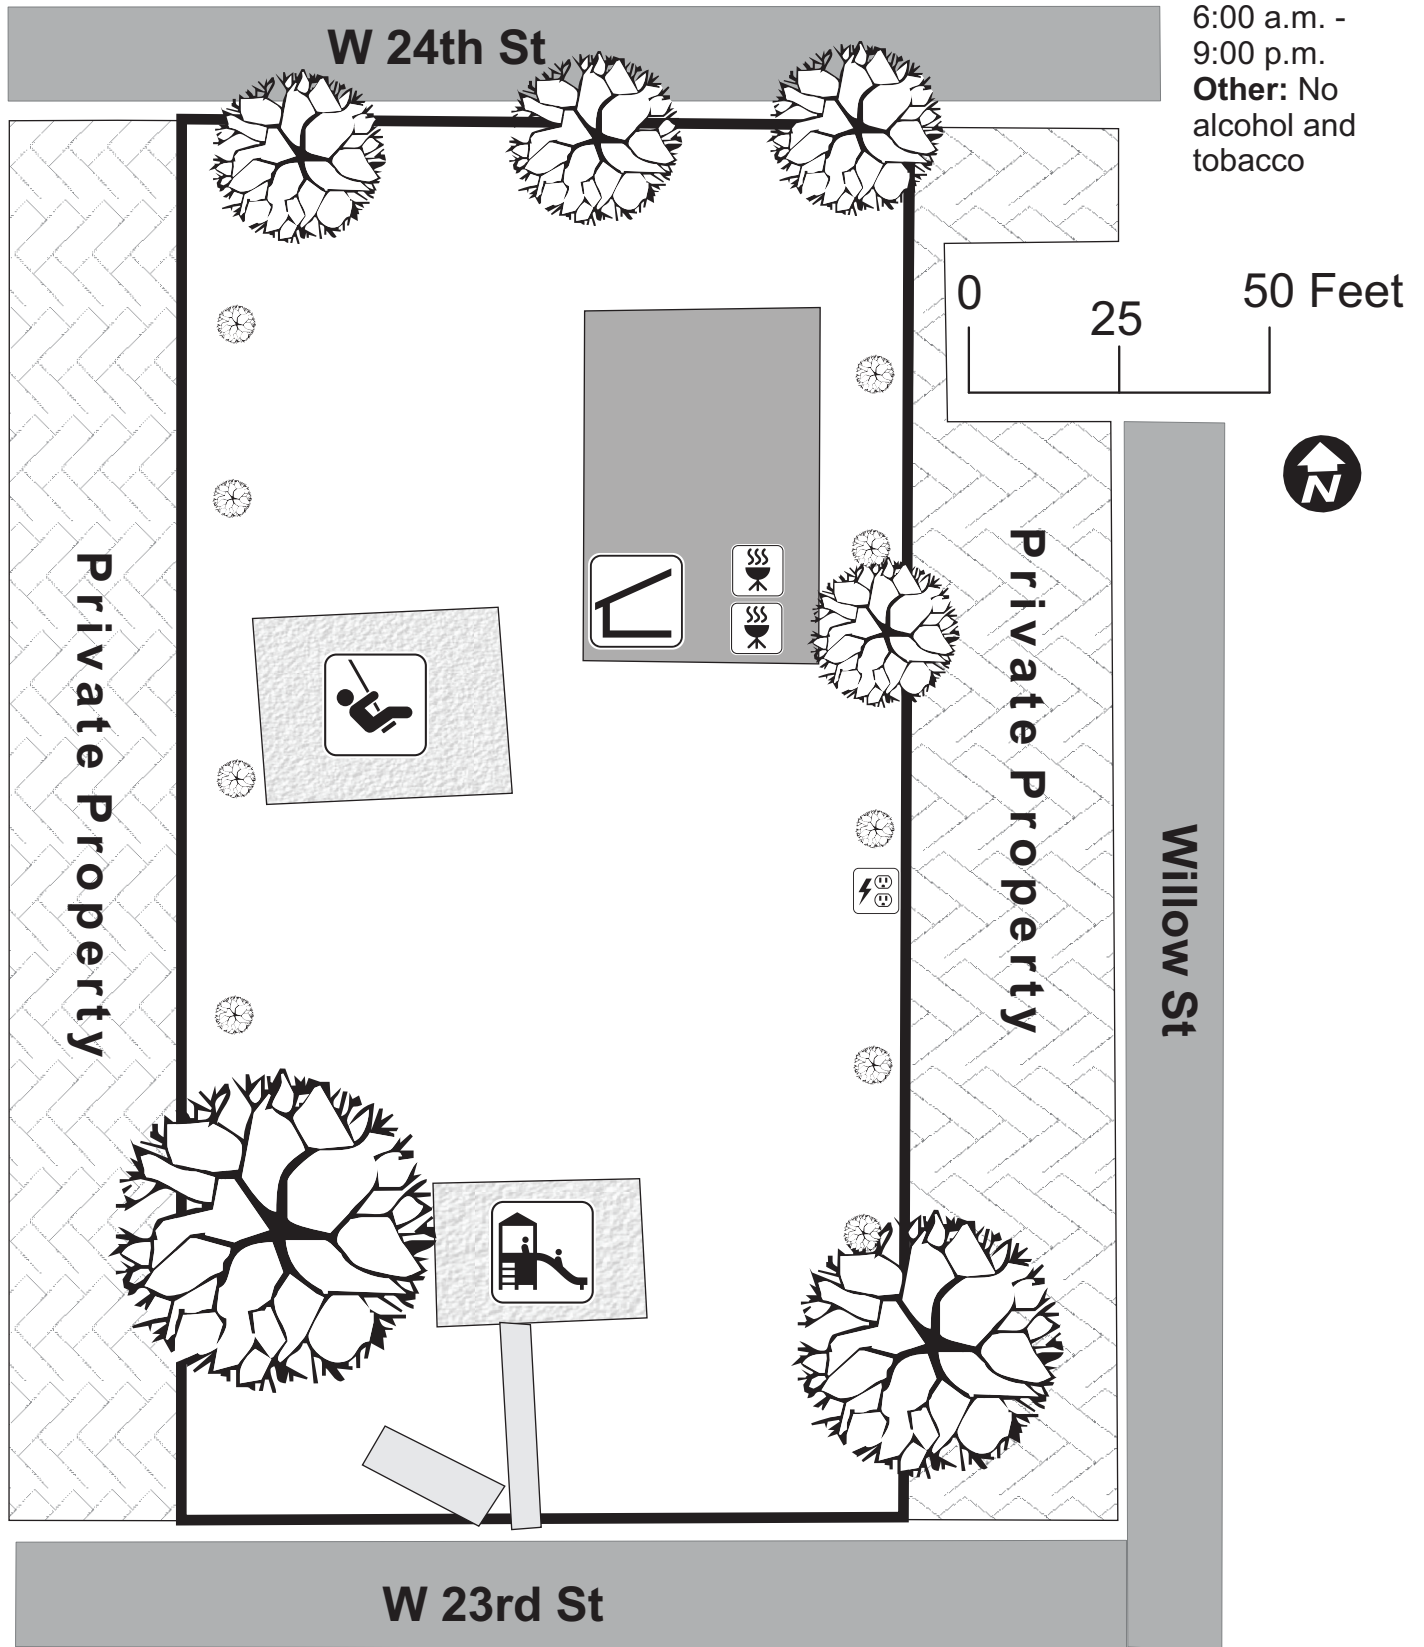 W 24th St
6:00 a.m. -
9:00 p.m.
Other: No
alcohol and
tobacco
0
25
50 Feet
N
Private Property
Private Property
Willow St
W 23rd St